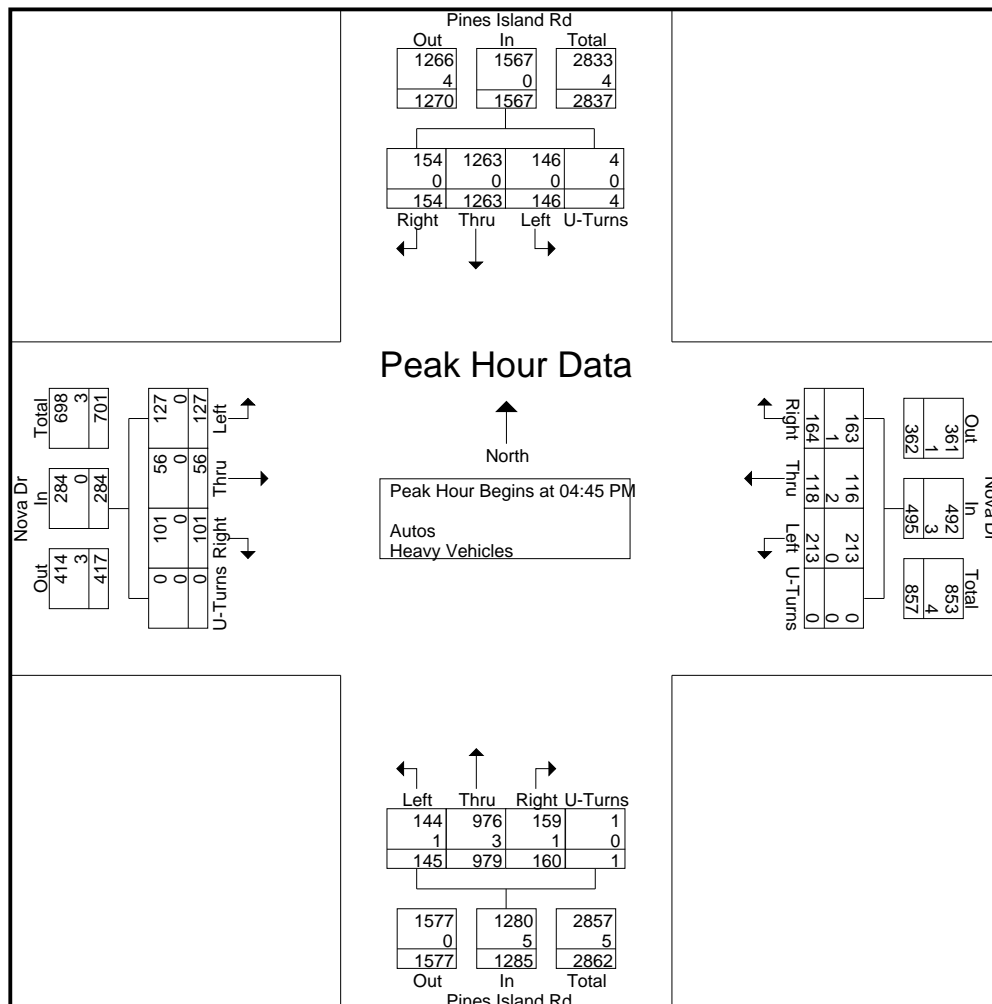 Pines Island Rd
Out In Total
1266 1567 2833
4 0 4
1270 1567 2837
154 1263 146 4
0 0 0 0
154 1263 146 4
Right Thru Left U-Turns
Peak Hour Data
North
Peak Hour Begins at 04:45 PM
Autos
Heavy Vehicles
Nova Dr
Out In Total
414 284 698
3 0 3
417 284 701
U-Turns Right Thru Left
0 101 56 127
0 0 0 0
0 101 56 127
Nova Dr
Out In Total
361 492 853
1 3 4
362 495 857
163 116 213 0
1 2 0 0
164 118 213 0
Right Thru Left U-Turns
Left Thru Right U-Turns
144 976 159 1
1 3 1 0
145 979 160 1
1577 1280 2857
0 5 5
1577 1285 2862
Out In Total
Pines Island Rd